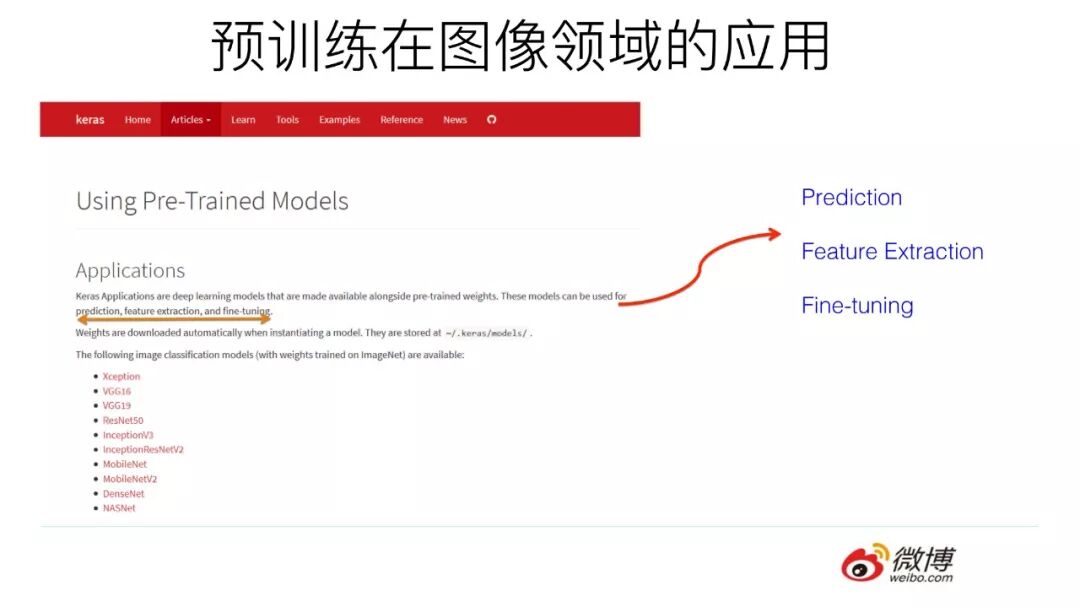 预训练在图像领域的应用
keras Home Articles Learn Tools Examples Reference News
Using Pre-Trained Models
Applications
Keras Applications are deep learning models that are made available alongside pre-trained weights. These models can be used for
prediction, feature extraction, and fine-tuning.
Weights are downloaded automatically when instantiating a model. They are stored at ~/.keras/models/ .
The following image classification models (with weights trained on ImageNet) are available:
Xception
VGG16
VGG19
ResNet50
InceptionV3
InceptionResNetV2
MobileNet
MobileNetV2
DenseNet
NASNet
Prediction
Feature Extraction
Fine-tuning
微博
weibo.com